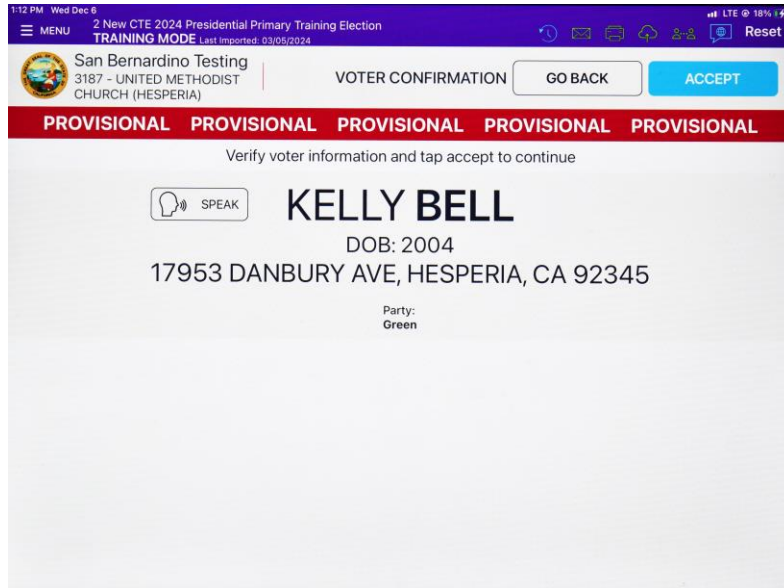 1:12 PM Wed Dec 6
LTE 18%
MENU
2 New CTE 2024 Presidential Primary Training Election
TRAINING MODE Last Imported: 03/05/2024
Reset
San Bernardino Testing
3187 - UNITED METHODIST
CHURCH (HESPERIA)
VOTER CONFIRMATION
GO BACK
ACCEPT
PROVISIONAL PROVISIONAL PROVISIONAL PROVISIONAL PROVISIONAL
Verify voter information and tap accept to continue
SPEAK
KELLY BELL
DOB: 2004
17953 DANBURY AVE, HESPERIA, CA 92345
Party:
Green